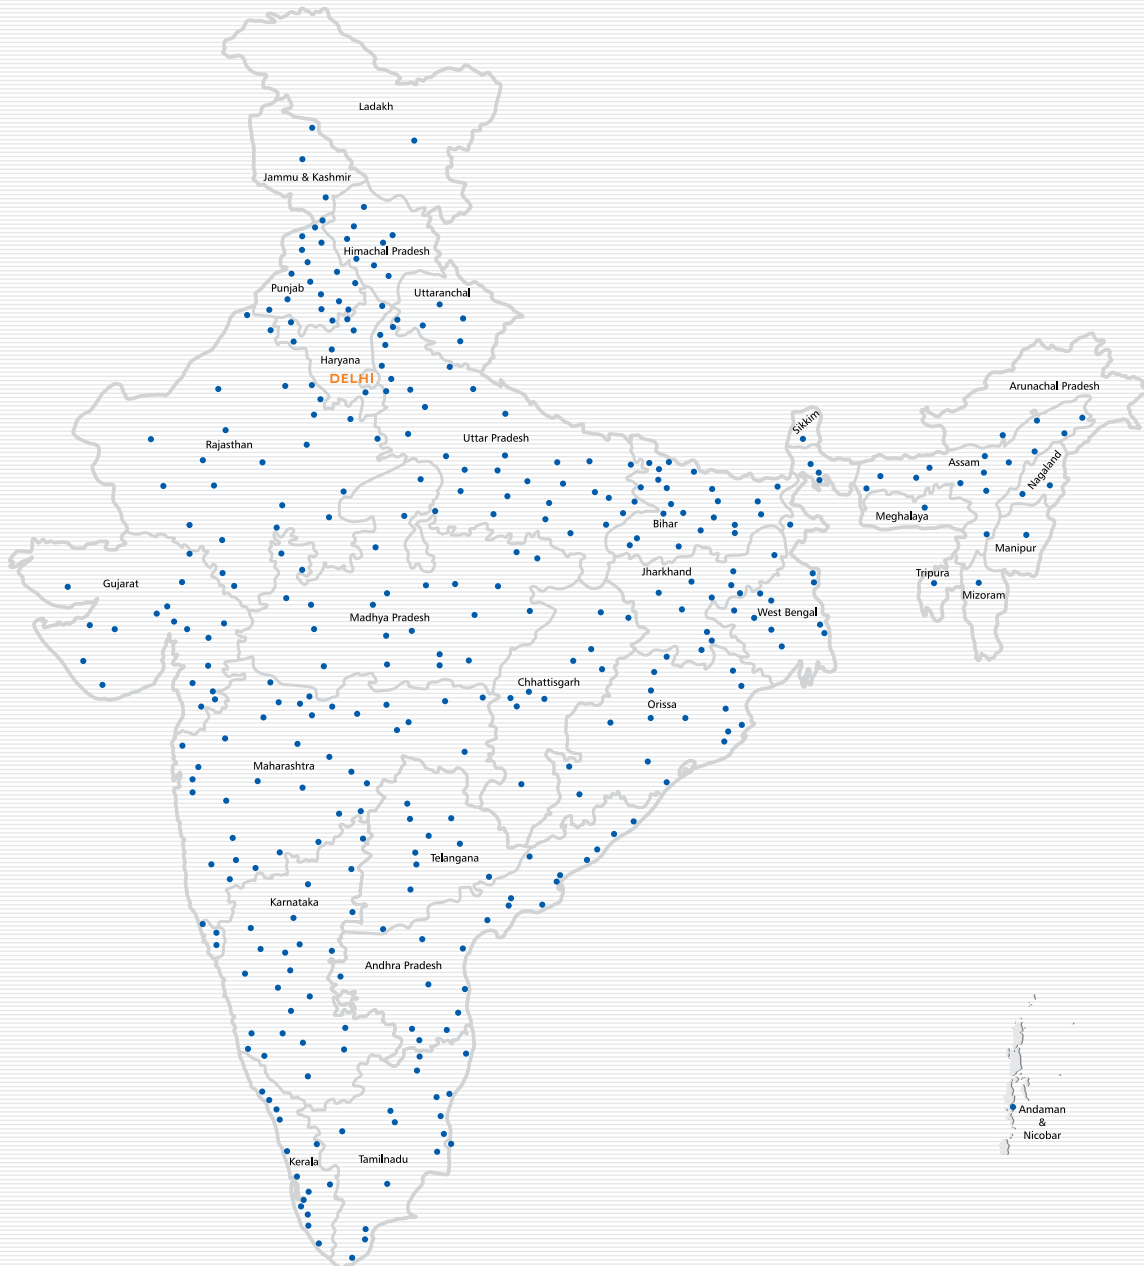 Ladakh
Jammu & Kashmir
Himachal Pradesh
Punjab
Uttaranchal
Haryana
DELHI
Arunachal Pradesh
Sikkim
Rajasthan
Uttar Pradesh
Assam
Nagaland
Meghalaya
Bihar
Manipur
Gujarat
Jharkhand
Tripura
Mizoram
Madhya Pradesh
West Bengal
Chhattisgarh
Orissa
Maharashtra
Telangana
Karnataka
Andhra Pradesh
Andaman
&
Nicobar
Kerala
Tamilnadu